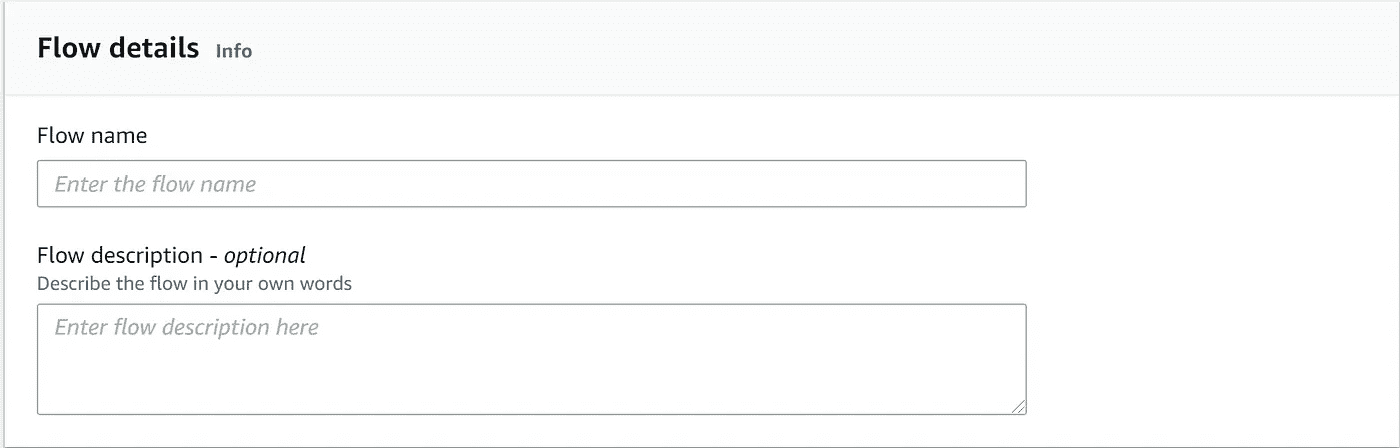 Flow details Info
Flow name
Enter the flow name
Flow description - optional
Describe the flow in your own words
Enter flow description here